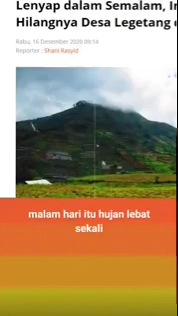 Lenyap dalam Semalam, I
Hilangnya Desa Legetang
Rabu, 16 Desember 2020 09:14
Reporter : Shani Rasyid
malam hari itu hujan lebat
sekali